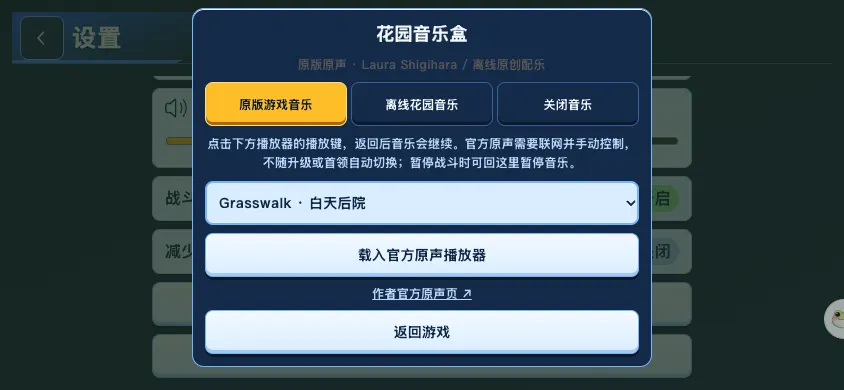 设置
花园音乐盒
原版原声 · Laura Shigihara / 离线原创配乐
原版游戏音乐
离线花园音乐
关闭音乐
点击下方播放器的播放键，返回后音乐会继续。官方原声需要联网并手动控制，
不随升级或首领自动切换；暂停战斗时可回这里暂停音乐。
战斗
启
Grasswalk · 白天后院
减少
闭
载入官方原声播放器
作者官方原声页 ↗
返回游戏